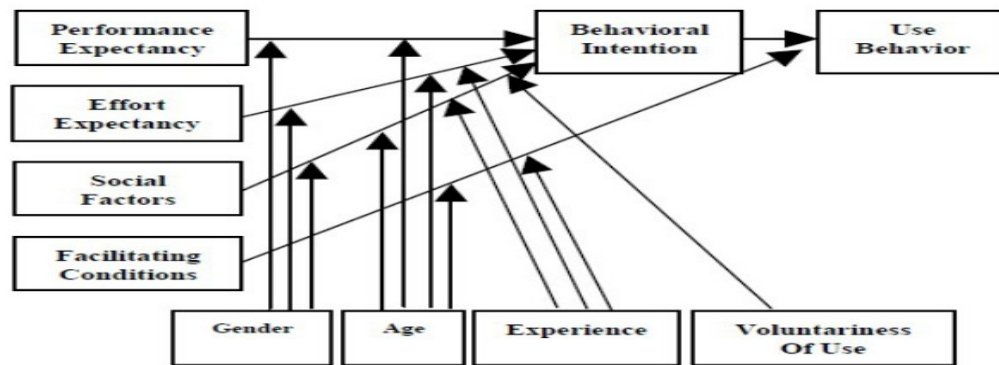 Performance
Expectancy
Behavioral
Intention
Use
Behavior
Effort
Expectancy
Social
Factors
Facilitating
Conditions
Gender
Age
Experience
Voluntariness
Of Use